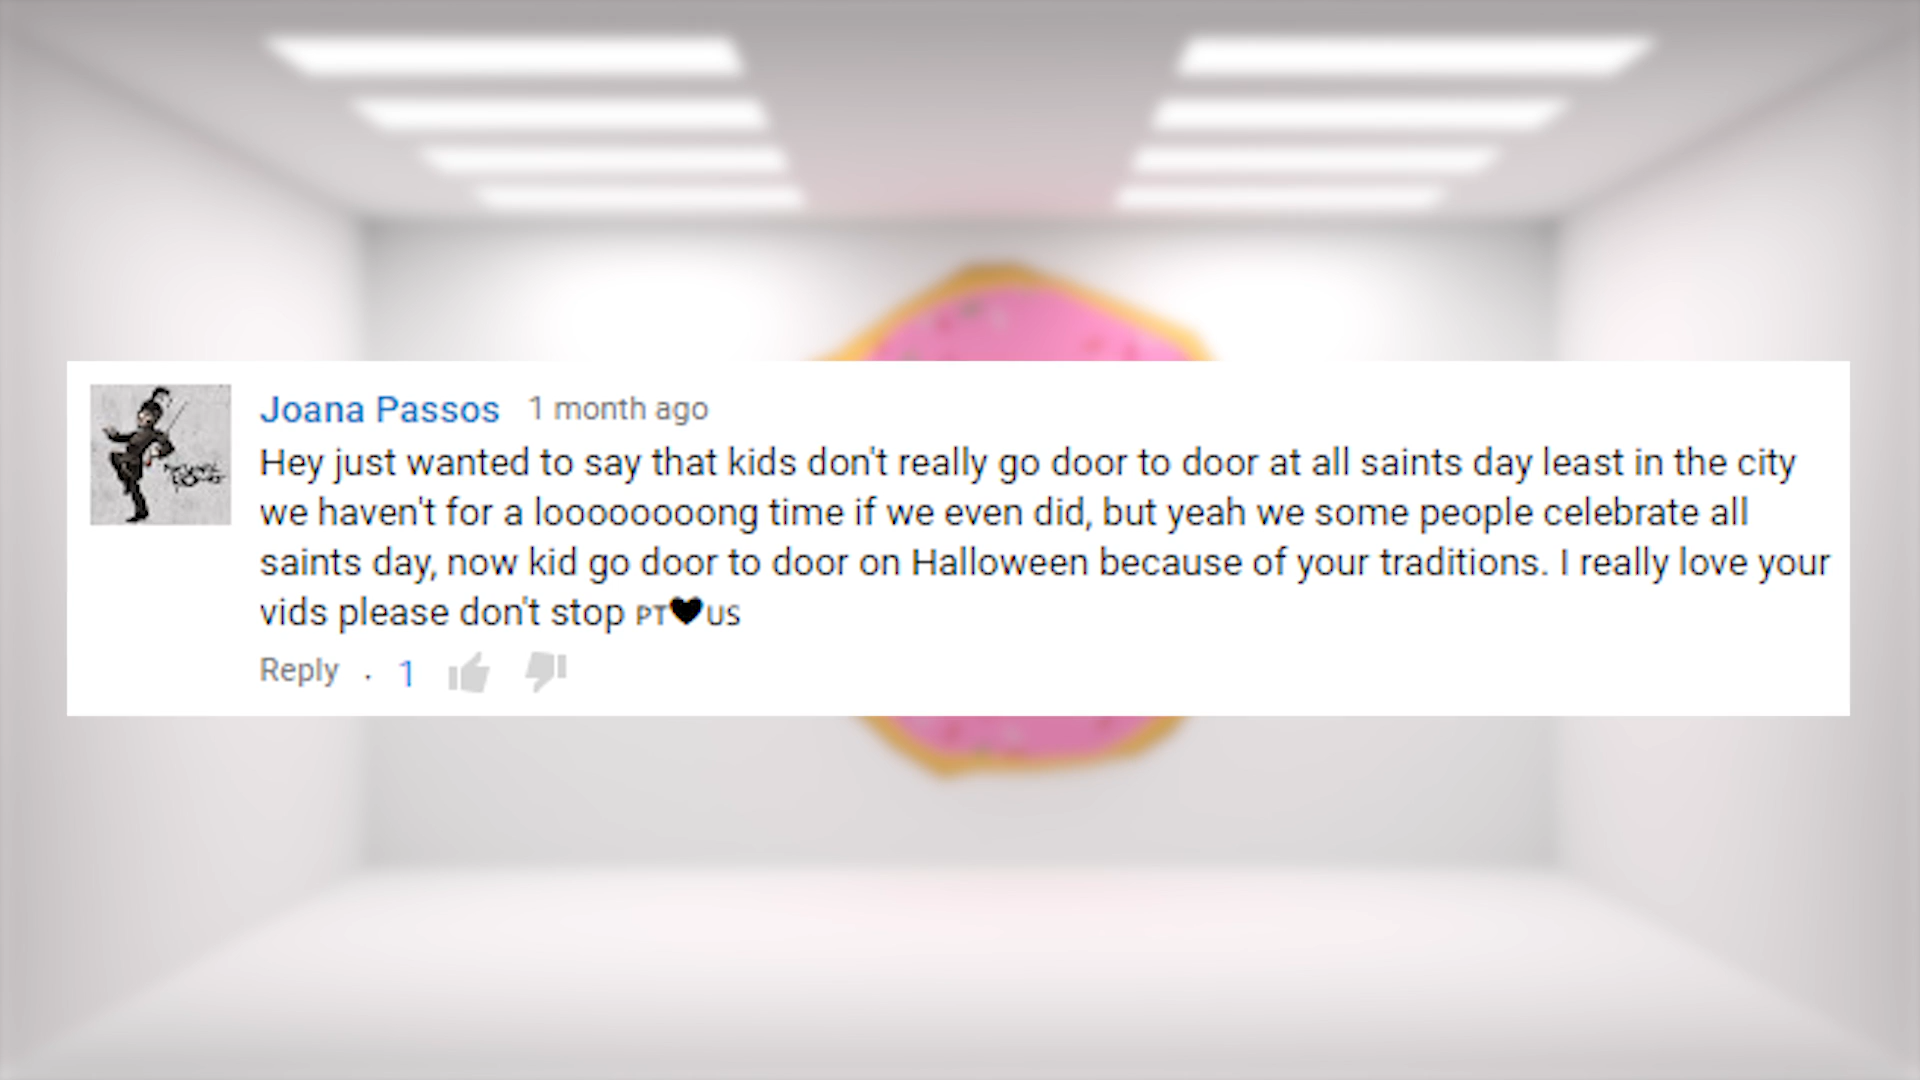 Joana Passos 1 month ago
Hey just wanted to say that kids don't really go door to door at all saints day least in the city
we haven't for a looooooooong time if we even did, but yeah we some people celebrate all
saints day, now kid go door to door on Halloween because of your traditions. I really love your
vids please don't stop PT🖤US
Reply . 1